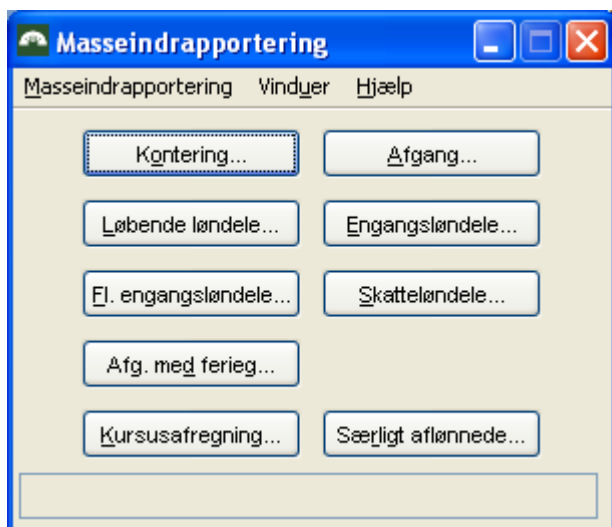 Masseindrapportering
Masseindrapportering Vinduer Hjælp
Kontering... Afgang...
Løbende løndele... Engangsløndele...
Fl. engangsløndele... Skatteløndele...
Afg. med ferieg...
Kursusafregning... Særligt aflønnede...